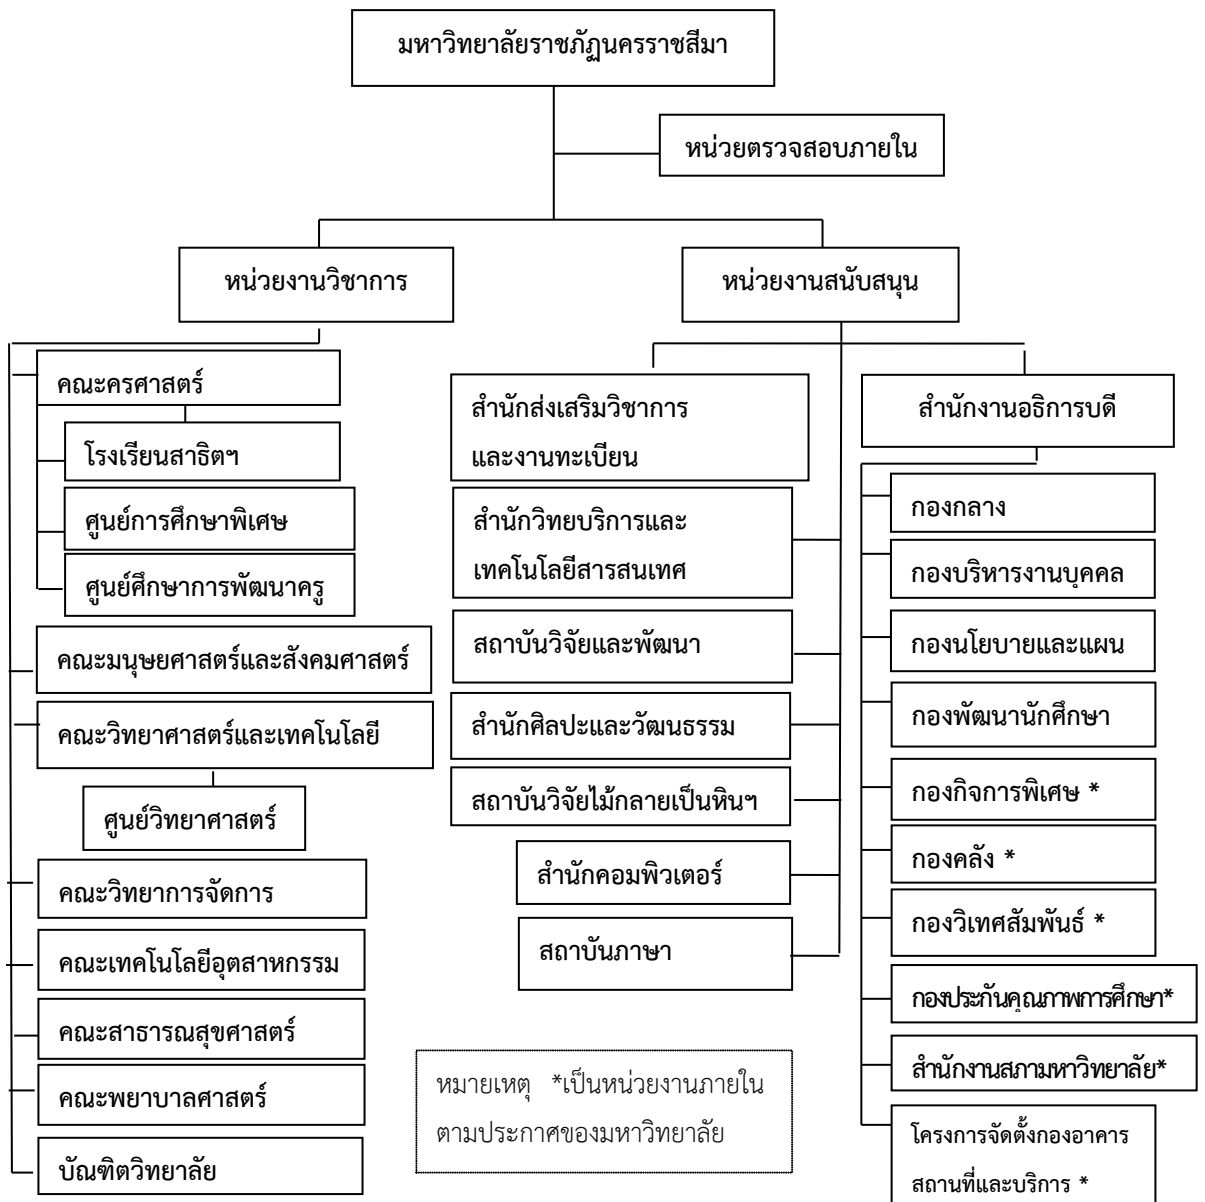 มหาวิทยาลัยราชภัฏนครราชสีมา
หน่วยตรวจสอบภายใน
หน่วยงานวิชาการ
หน่วยงานสนับสนุน
คณะครุศาสตร์
โรงเรียนสาธิตฯ
ศูนย์การศึกษาพิเศษ
ศูนย์ศึกษาการพัฒนาครู
คณะมนุษยศาสตร์และสังคมศาสตร์
คณะวิทยาศาสตร์และเทคโนโลยี
ศูนย์วิทยาศาสตร์
คณะวิทยาการจัดการ
คณะเทคโนโลยีอุตสาหกรรม
คณะสาธารณสุขศาสตร์
คณะพยาบาลศาสตร์
บัณฑิตวิทยาลัย
สำนักส่งเสริมวิชาการ
และงานทะเบียน
สำนักวิทยบริการและ
เทคโนโลยีสารสนเทศ
สถาบันวิจัยและพัฒนา
สำนักศิลปะและวัฒนธรรม
สถาบันวิจัยไม้กลายเป็นหินฯ
สำนักคอมพิวเตอร์
สถาบันภาษา
สำนักงานอธิการบดี
กองกลาง
กองบริหารงานบุคคล
กองนโยบายและแผน
กองพัฒนานักศึกษา
กองกิจการพิเศษ *
กองคลัง *
กองวิเทศสัมพันธ์ *
กองประกันคุณภาพการศึกษา*
สำนักงานสภามหาวิทยาลัย*
โครงการจัดตั้งกองอาคาร
สถานที่และบริการ *
หมายเหตุ *เป็นหน่วยงานภายใน
ตามประกาศของมหาวิทยาลัย